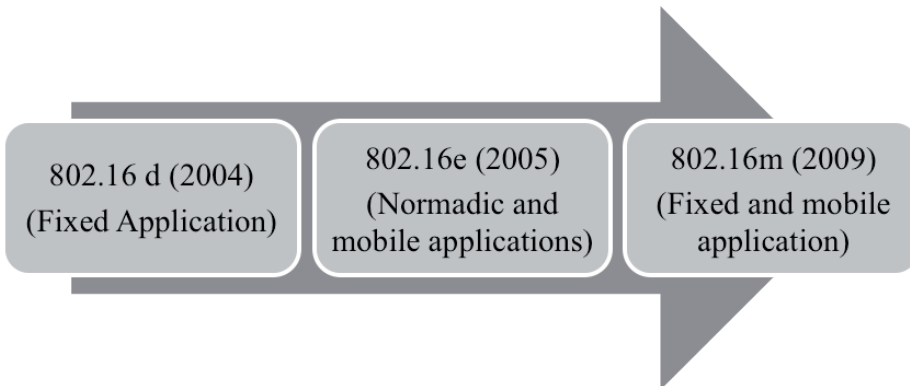 802.16 d (2004)
(Fixed Application)
802.16e (2005)
(Normadic and
mobile applications)
802.16m (2009)
(Fixed and mobile
application)